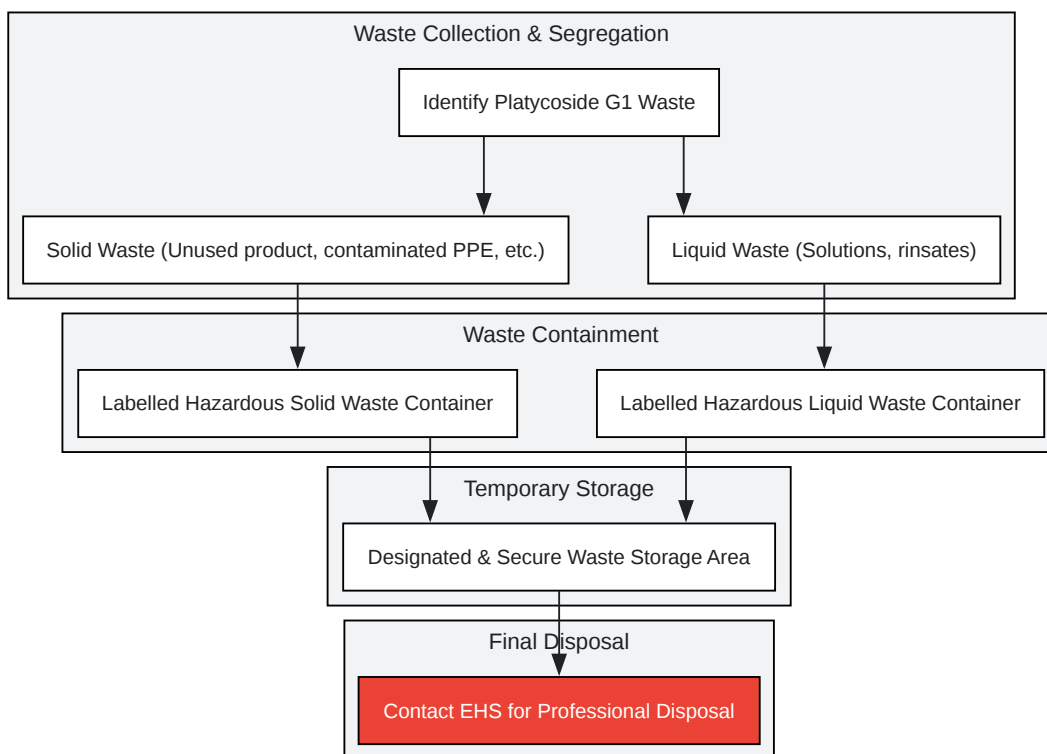 Waste Collection & Segregation
Identify Platycoside G1 Waste
Solid Waste (Unused product, contaminated PPE, etc.)
Liquid Waste (Solutions, rinsates)
Waste Containment
Labelled Hazardous Solid Waste Container
Labelled Hazardous Liquid Waste Container
Temporary Storage
Designated & Secure Waste Storage Area
Final Disposal
Contact EHS for Professional Disposal